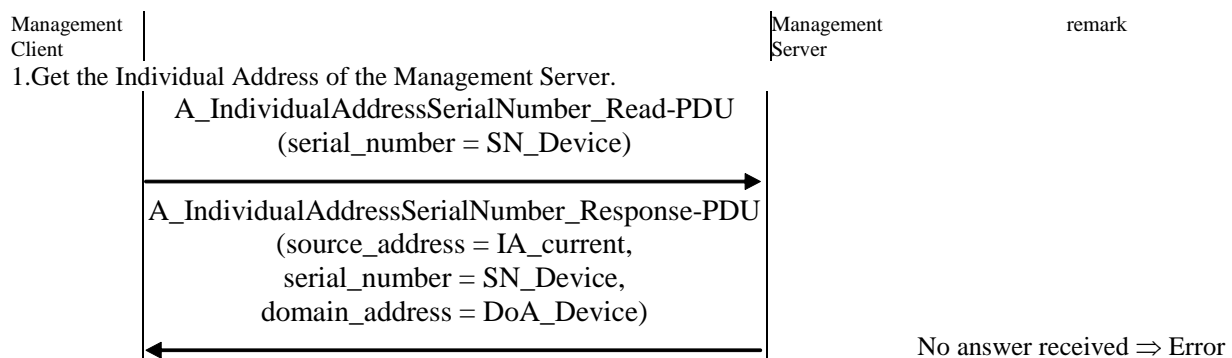 Management Client
Management Server
remark
1.Get the Individual Address of the Management Server.
A_IndividualAddressSerialNumber_Read-PDU
(serial_number = SN_Device)
A_IndividualAddressSerialNumber_Response-PDU
(source_address = IA_current,
serial_number = SN_Device,
domain_address = DoA_Device)
No answer received ⇒ Error